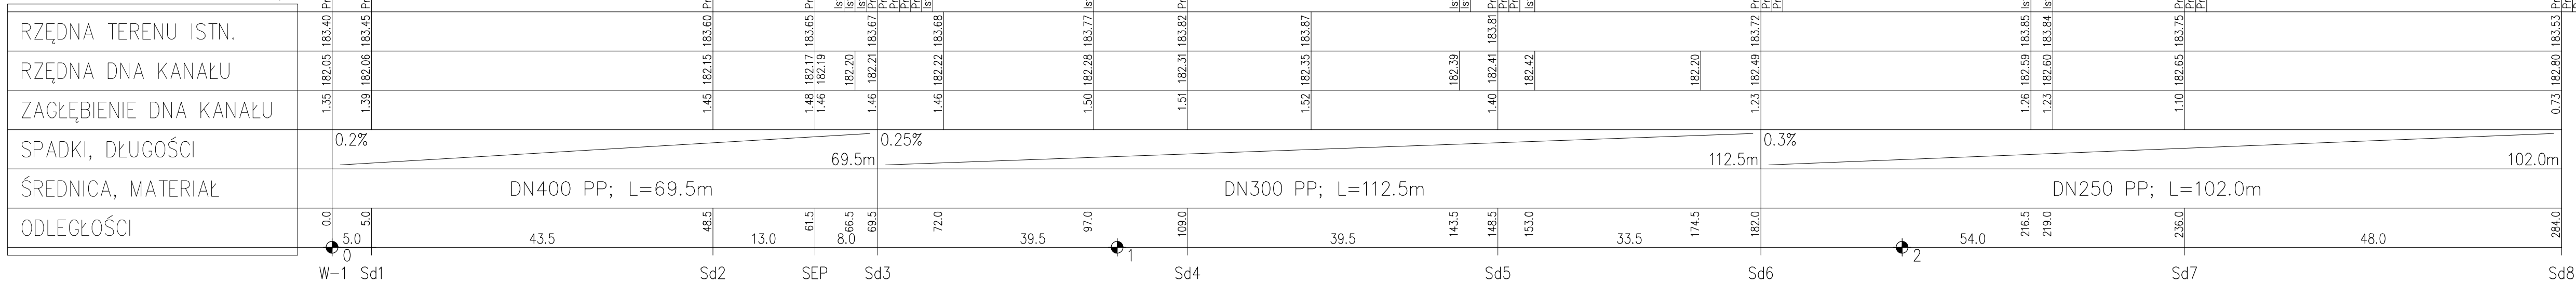 RZĘDNA TERENU ISTN. 183.40 183.45 183.60 183.65 183.67 183.68 183.77 183.82 183.87 183.81 183.72 183.85 183.84 183.75 183.53
RZĘDNA DNA KANAŁU 182.05 182.06 182.15 182.17 182.19 182.20 182.21 182.22 182.28 182.31 182.35 182.39 182.41 182.42 182.20 182.49 182.59 182.60 182.65 182.80
ZAGŁĘBIENIE DNA KANAŁU 1.35 1.39 1.45 1.48 1.46 1.46 1.46 1.50 1.51 1.52 1.40 1.23 1.26 1.23 1.10 0.73
SPADKI, DŁUGOŚCI 0.2% 69.5m 0.25% 112.5m 0.3% 102.0m
ŚREDNICA, MATERIAŁ DN400 PP; L=69.5m DN300 PP; L=112.5m DN250 PP; L=102.0m
ODLEGŁOŚCI 0.0 5.0 48.5 61.5 66.5 69.5 72.0 97.0 109.0 143.5 148.5 153.0 174.5 182.0 216.5 219.0 236.0 284.0
5.0 43.5 13.0 8.0 39.5 39.5 33.5 54.0 48.0
0 1 2
W-1 Sd1 Sd2 SEP Sd3 Sd4 Sd5 Sd6 Sd7 Sd8